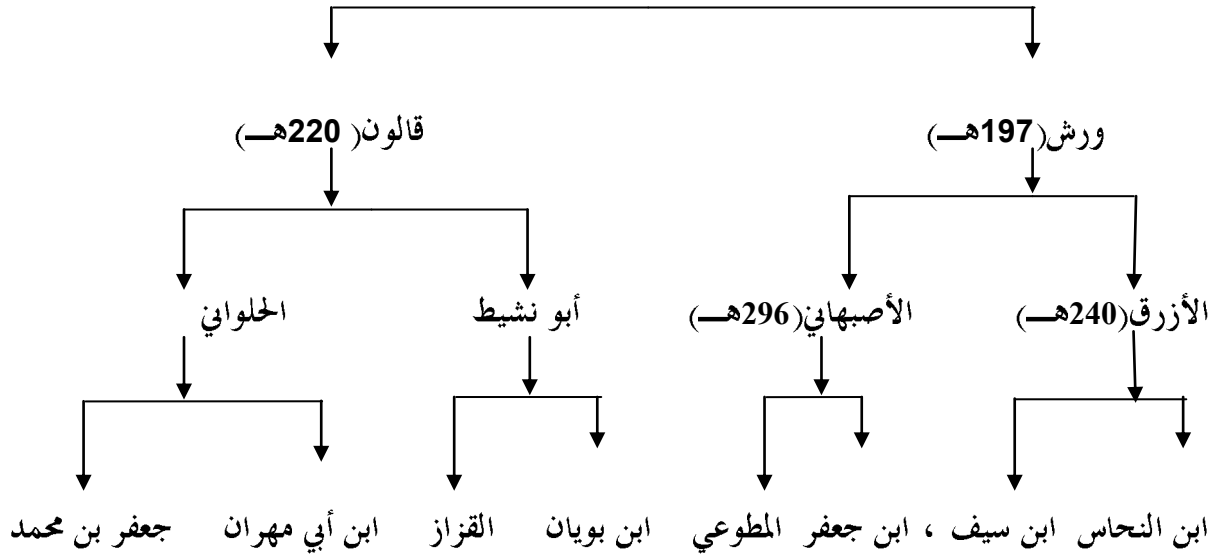 ورش(197هـ) قالون( 220هـ)
الأزرق(240هـ) الأصبهاني(296هـ) أبو نشيط الحلواني
ابن النحاس ابن سيف ، ابن جعفر المطوعي ابن بويان القزاز ابن أبي مهران جعفر بن محمد